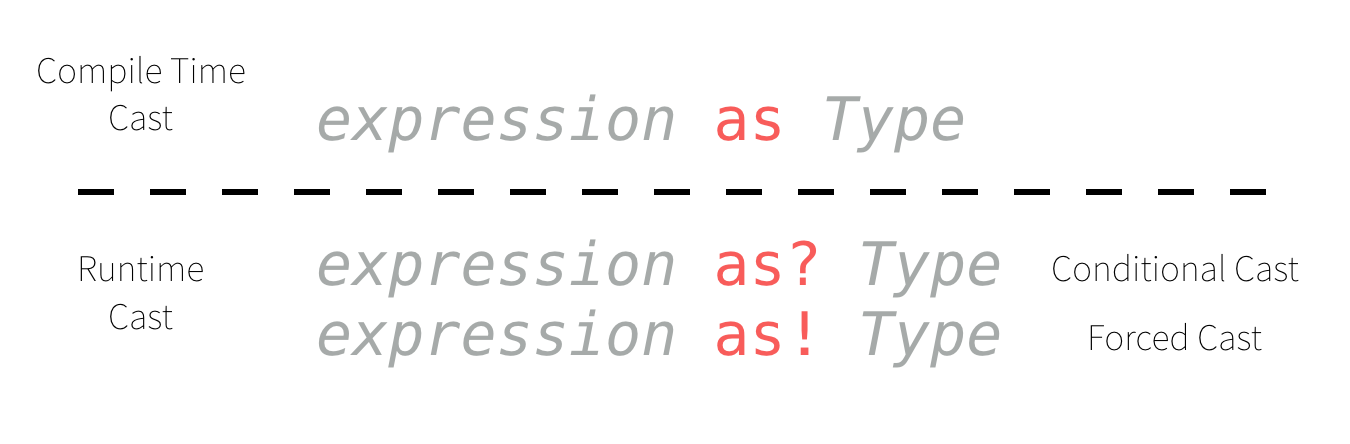 Compile Time
Cast
expression as Type
Runtime
Cast
expression as? Type
Conditional Cast
expression as! Type
Forced Cast